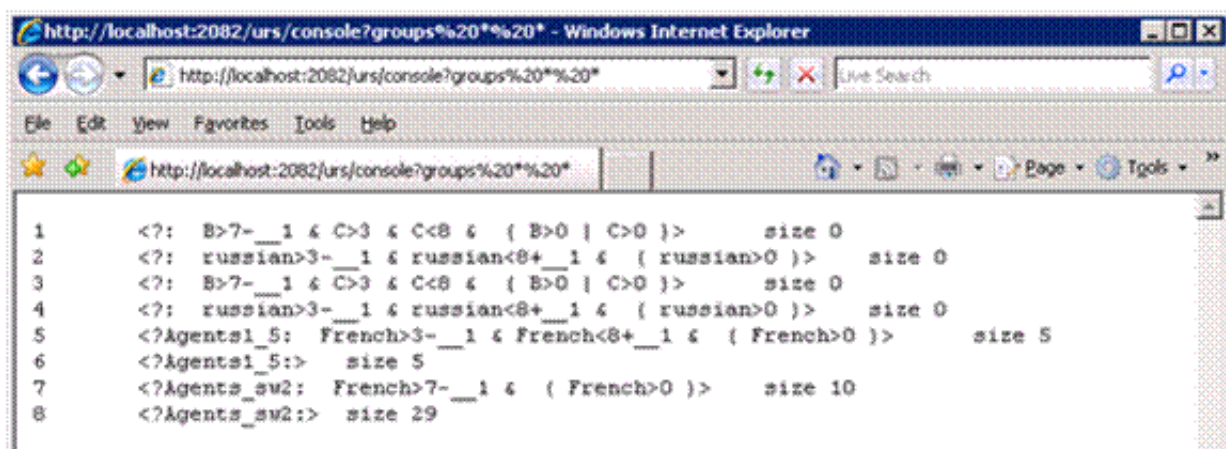 http://localhost:2082/urs/console?groups%20*%20* - Windows Internet Explorer
http://localhost:2082/urs/console?groups%20*%20* Live Search
File Edit View Favorites Tools Help
http://localhost:2082/urs/console?groups%20*%20* Page Tools »
1 <?: B>7-__1 & C>3 & C<8 & ( B>0 | C>0 )> size 0
2 <?: russian>3-__1 & russian<8+__1 & ( russian>0 )> size 0
3 <?: B>7-__1 & C>3 & C<8 & ( B>0 | C>0 )> size 0
4 <?: russian>3-__1 & russian<8+__1 & ( russian>0 )> size 0
5 <?Agents1_5: French>3-__1 & French<8+__1 & ( French>0 )> size 5
6 <?Agents1_5:> size 5
7 <?Agents_sw2: French>7-__1 & ( French>0 )> size 10
8 <?Agents_sw2:> size 29